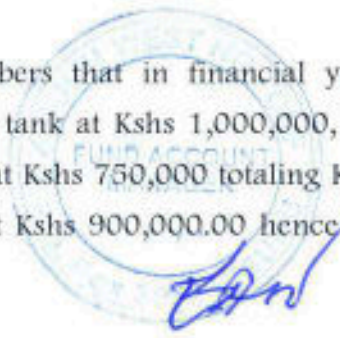 bers that in financial y
tank at Kshs 1,000,000,
FUND ACCOUNT
t Kshs 750,000 totaling K
t Kshs 900,000.00 hence